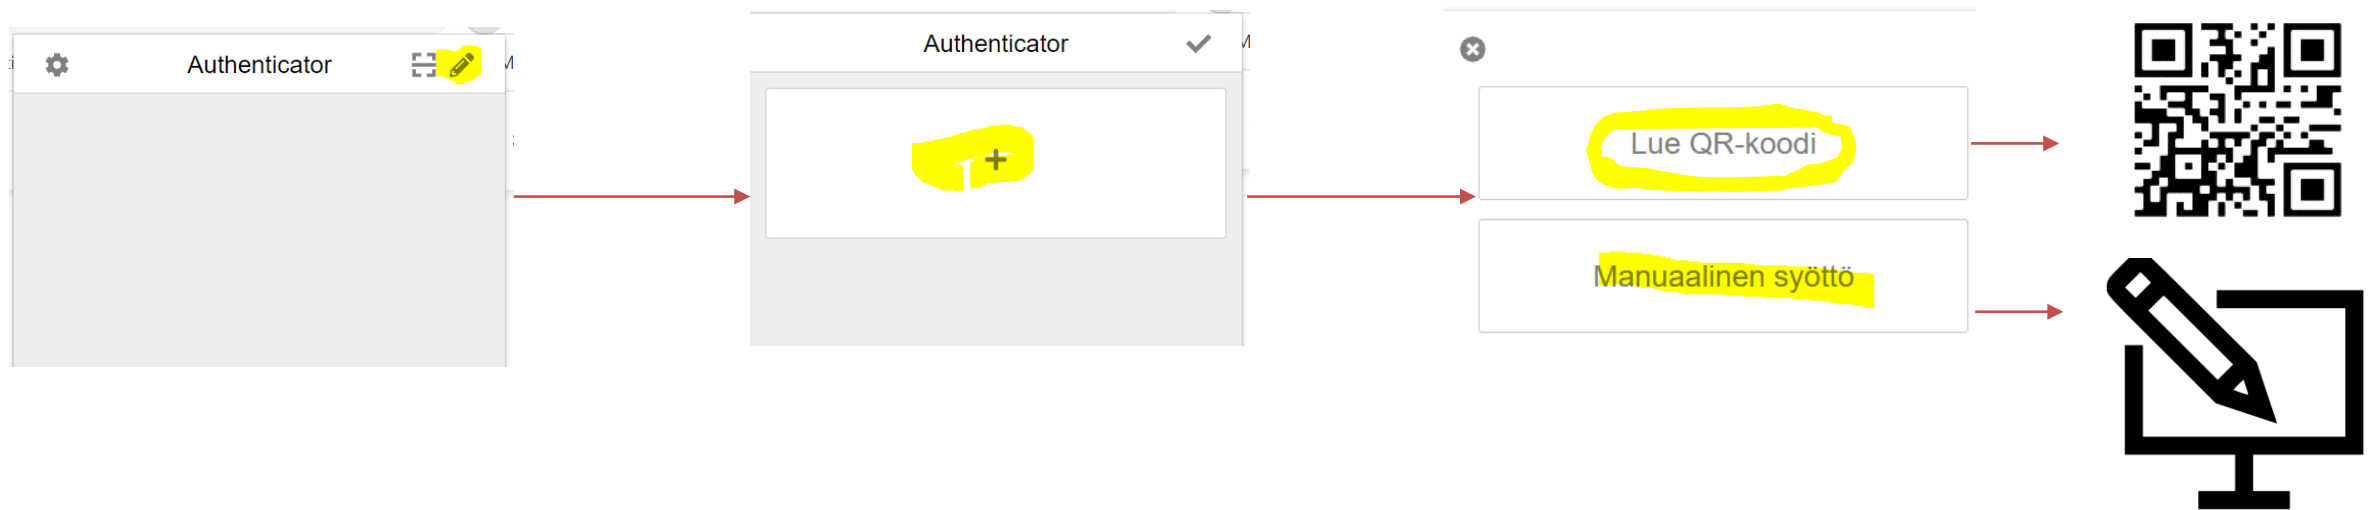 Authenticator
M
Authenticator
M
Lue QR-koodi
Manuaalinen syöttö